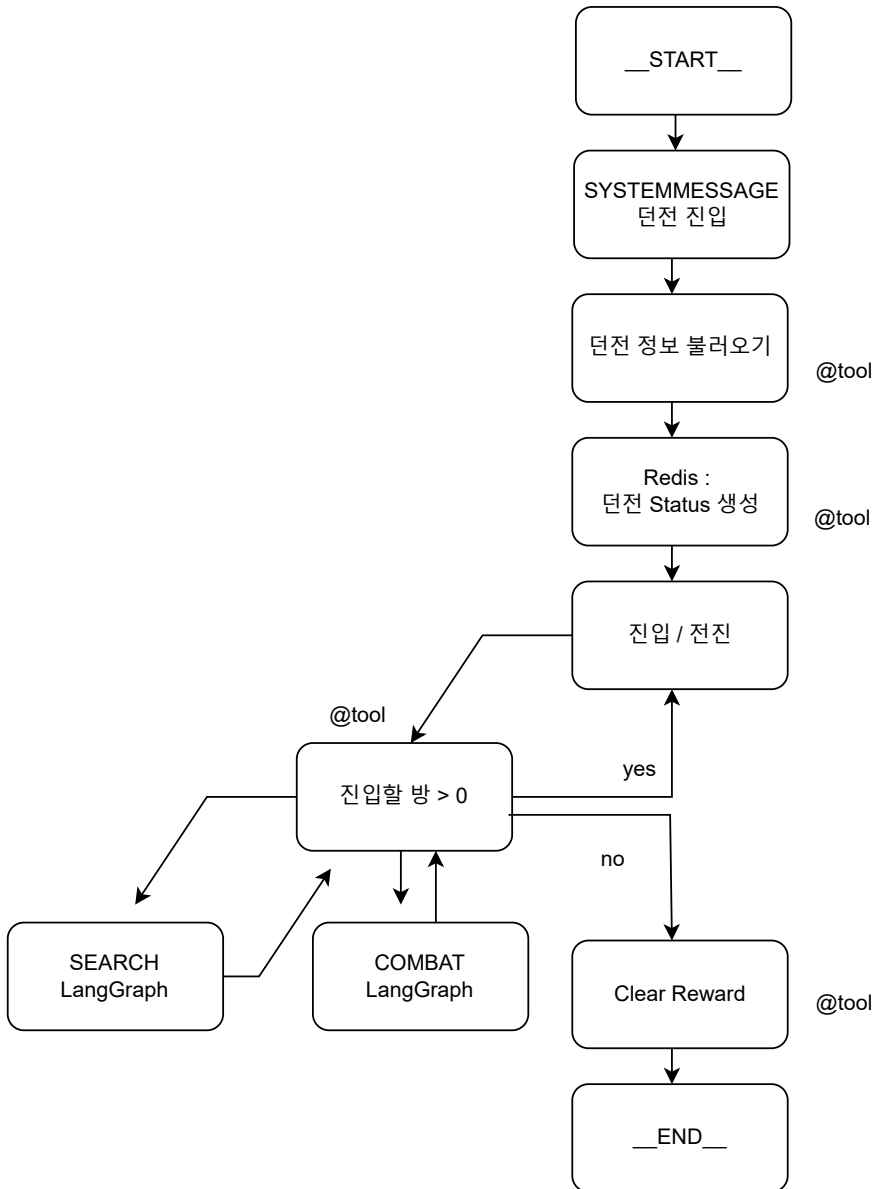 __START__
SYSTEMMESSAGE
던전 진입
던전 정보 불러오기
@tool
Redis :
던전 Status 생성
@tool
진입 / 전진
@tool
진입할 방 > 0
yes
no
SEARCH
LangGraph
COMBAT
LangGraph
Clear Reward
@tool
__END__